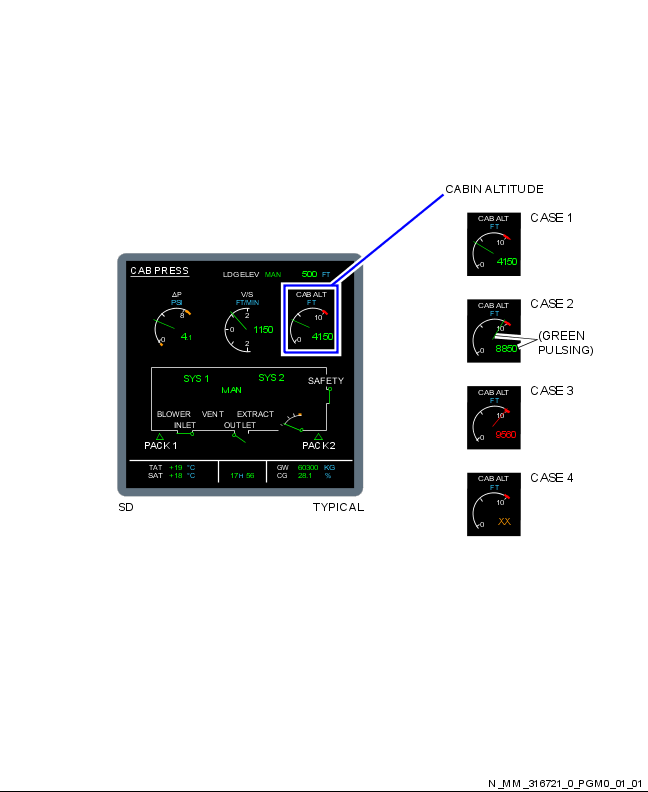 CABIN ALTITUDE
CAB PRESS
LDG ELEV MAN 500 FT
ΔP
PSI
8
0
4.1
V/S
FT/MIN
2
0
2
1150
CAB ALT
FT
10
0
4150
SYS 1
SYS 2
MAN
SAFETY
BLOWER VENT EXTRACT
INLET OUTLET
PACK 1
PACK 2
TAT +19 °C
SAT +18 °C
17H 56
GW 60300 KG
CG 28.1 %
SD
TYPICAL
CASE 1
CAB ALT
FT
10
0
4150
CASE 2
CAB ALT
FT
10
0
8850
(GREEN
PULSING)
CASE 3
CAB ALT
FT
10
0
9560
CASE 4
CAB ALT
FT
10
0
XX
N_MM_316721_0_PGM0_01_01